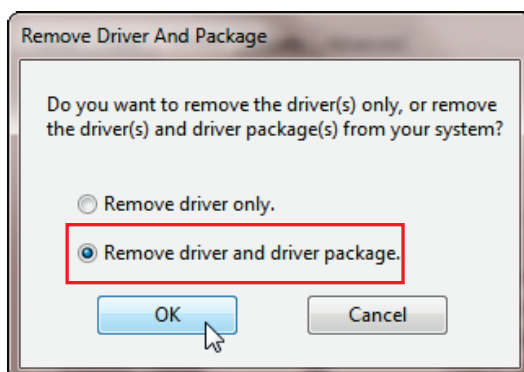 Remove Driver And Package
Do you want to remove the driver(s) only, or remove
the driver(s) and driver package(s) from your system?
Remove driver only.
Remove driver and driver package.
OK Cancel